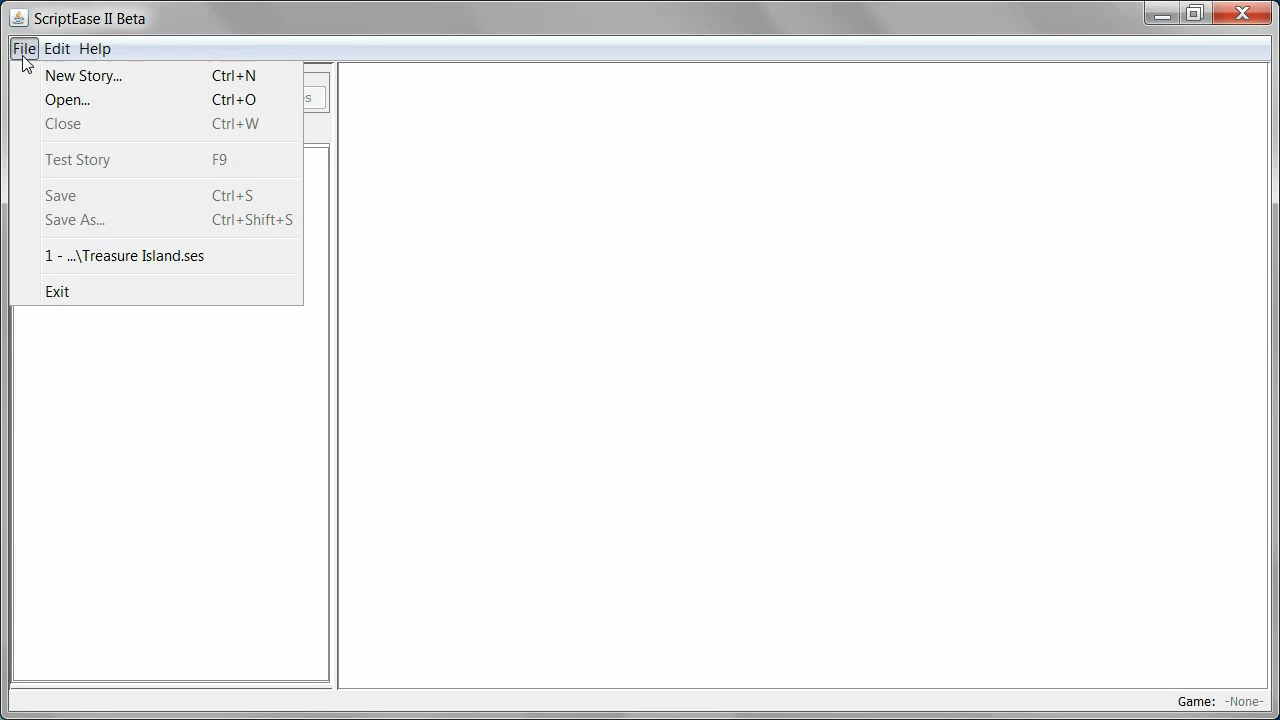 ScriptEase II Beta
File Edit Help
New Story... Ctrl+N
Open... Ctrl+O
Close Ctrl+W
Test Story F9
Save Ctrl+S
Save As... Ctrl+Shift+S
1 - ...\Treasure Island.ses
Exit
Game: -None-